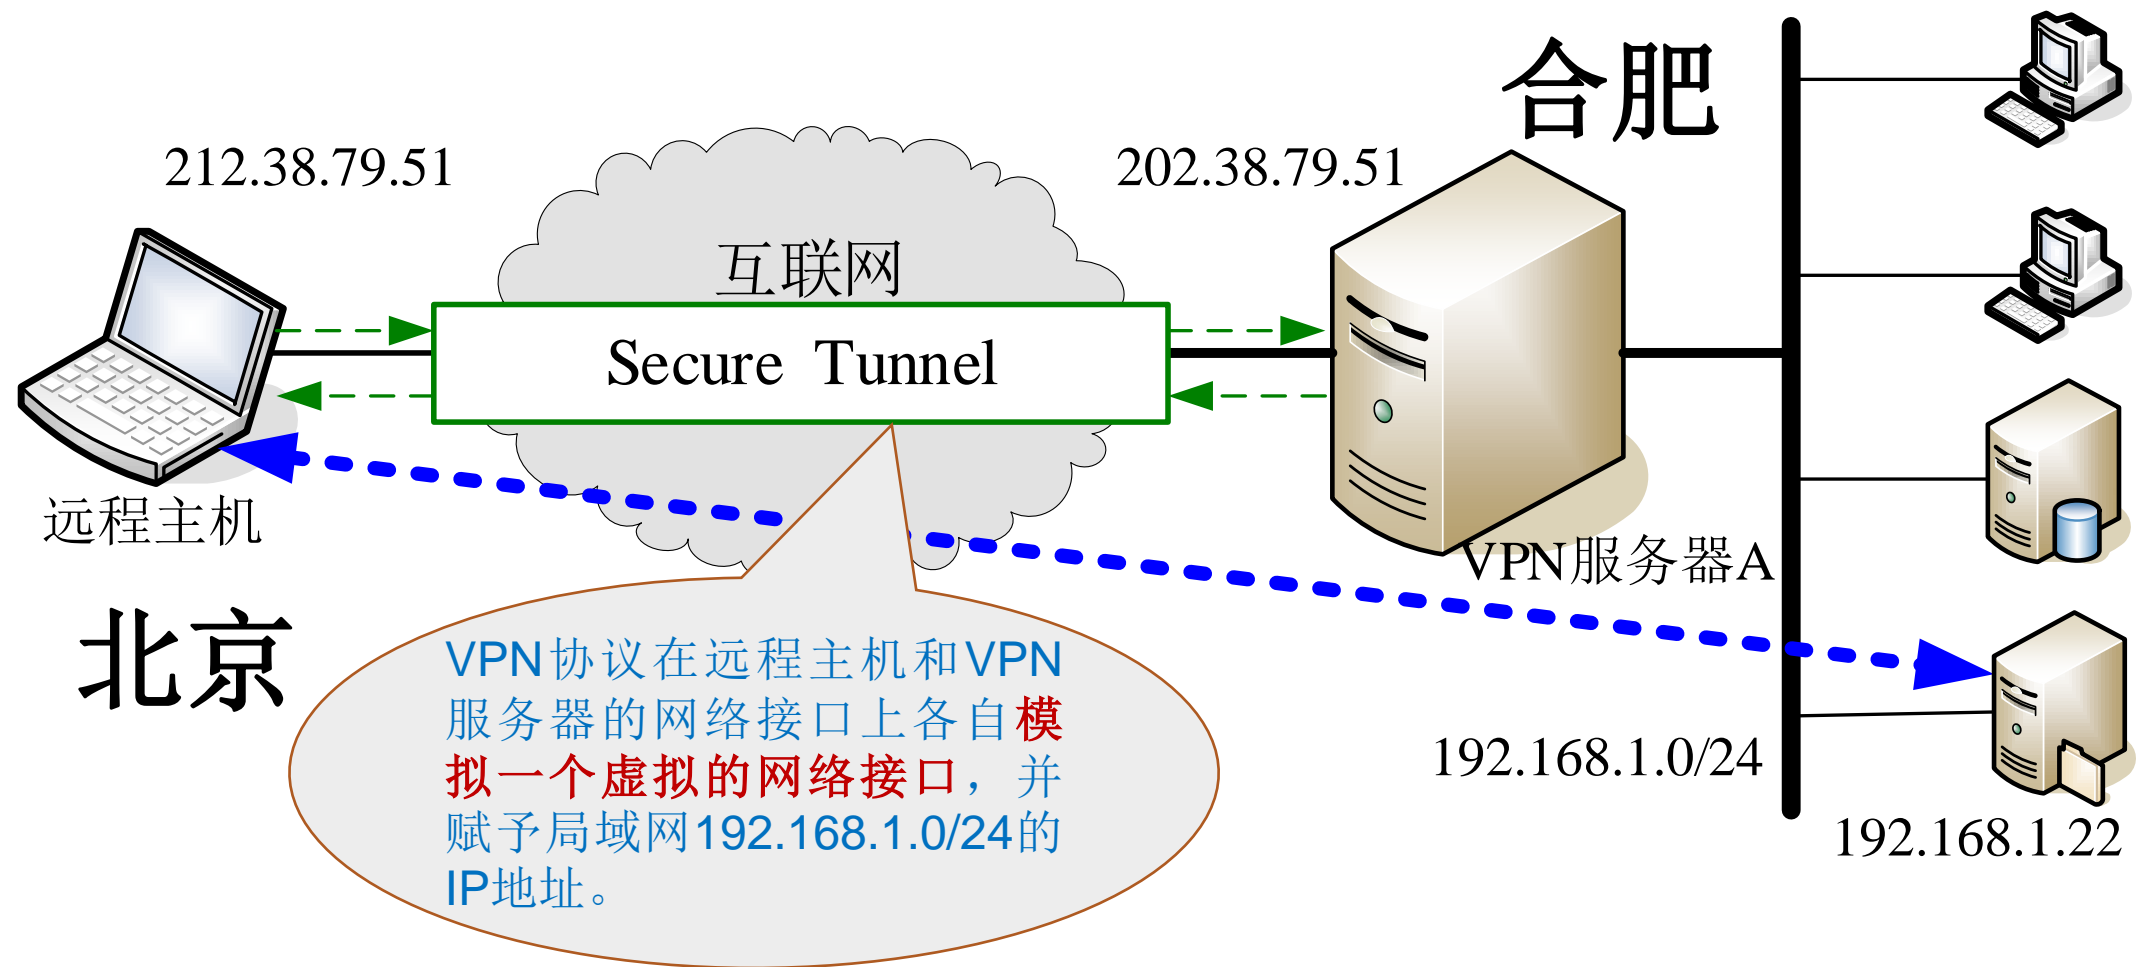 合肥
212.38.79.51
202.38.79.51
互联网
Secure Tunnel
远程主机
VPN服务器A
北京
VPN协议在远程主机和VPN
服务器的网络接口上各自模
拟一个虚拟的网络接口，并
赋予局域网192.168.1.0/24的
IP地址。
192.168.1.0/24
192.168.1.22